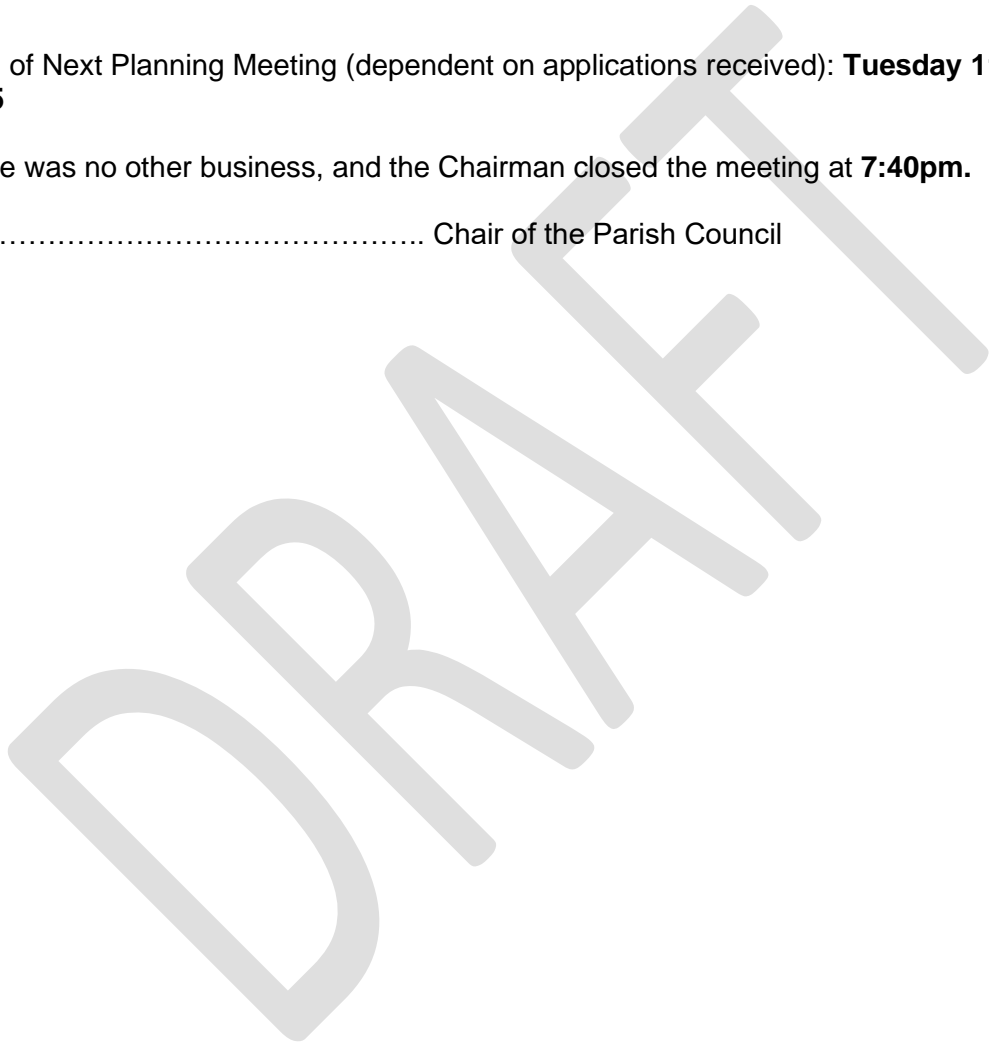 of Next Planning Meeting (dependent on applications received): Tuesday
was no other business, and the Chairman closed the meeting at 7:40pm.
…………………………………….. Chair of the Parish Council
DRAFT